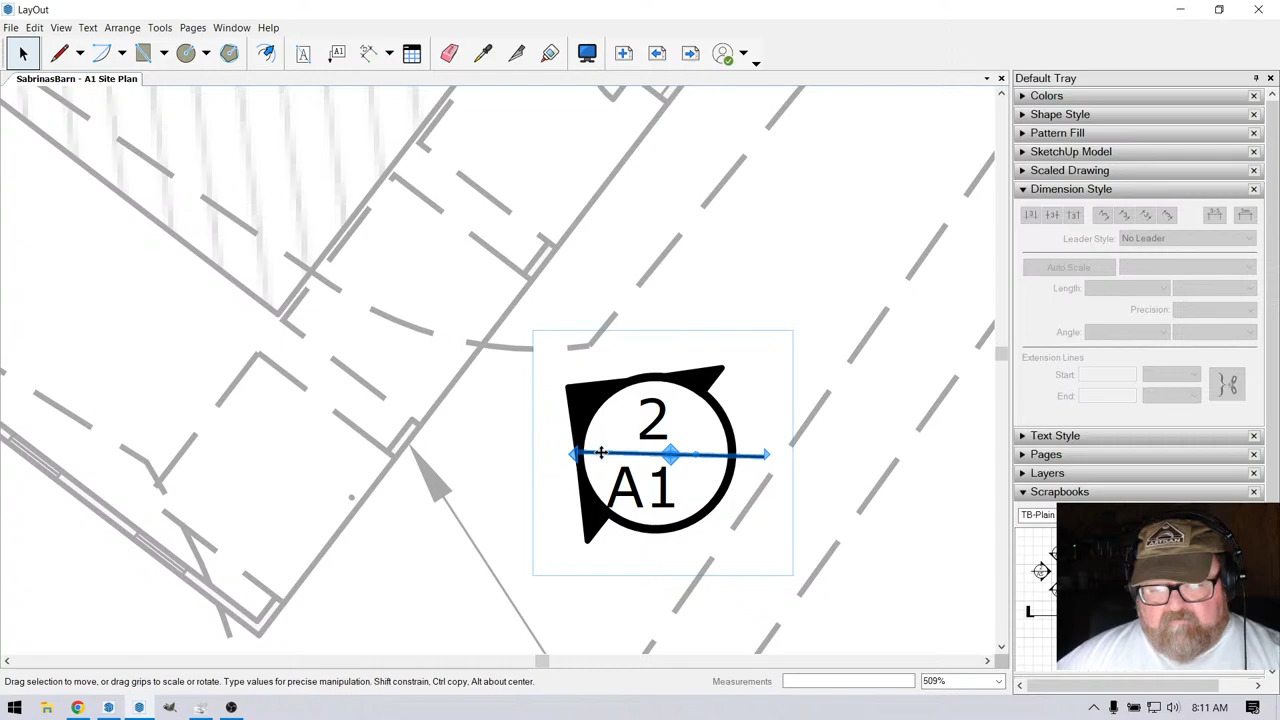 LayOut
File Edit View Text Arrange Tools Pages Window Help
SabrinasBarn - A1 Site Plan
Default Tray
Colors
Shape Style
Pattern Fill
SketchUp Model
Scaled Drawing
Dimension Style
Leader Style: No Leader
Auto Scale
Length:
Precision:
Angle:
Extension Lines
Start:
End:
Text Style
Pages
Layers
Scrapbooks
TB-Plain
2
A1
ARTISAN
Drag selection to move, or drag grips to scale or rotate. Type values for precise manipulation. Shift constrain, Ctrl copy, Alt about center.
Measurements
509%
8:11 AM